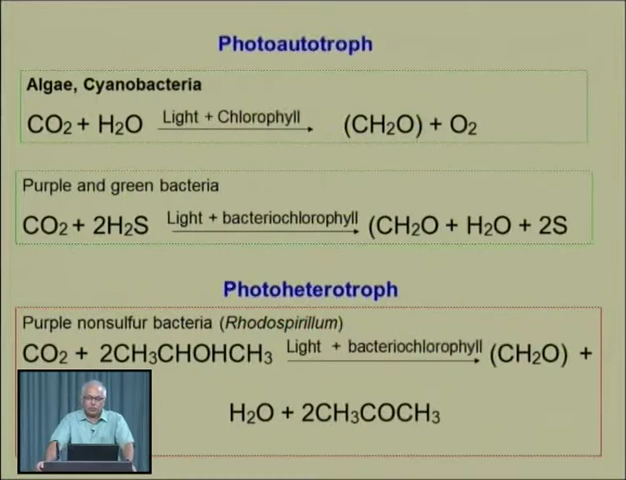 Photoautotroph
Algae, Cyanobacteria
CO2 + H2O Light + Chlorophyll (CH2O) + O2
Purple and green bacteria
CO2 + 2H2S Light + bacteriochlorophyll (CH2O + H2O + 2S
Photoheterotroph
Purple nonsulfur bacteria (Rhodospirillum)
CO2 + 2CH3CHOHCH3 Light + bacteriochlorophyll (CH2O) +
H2O + 2CH3COCH3